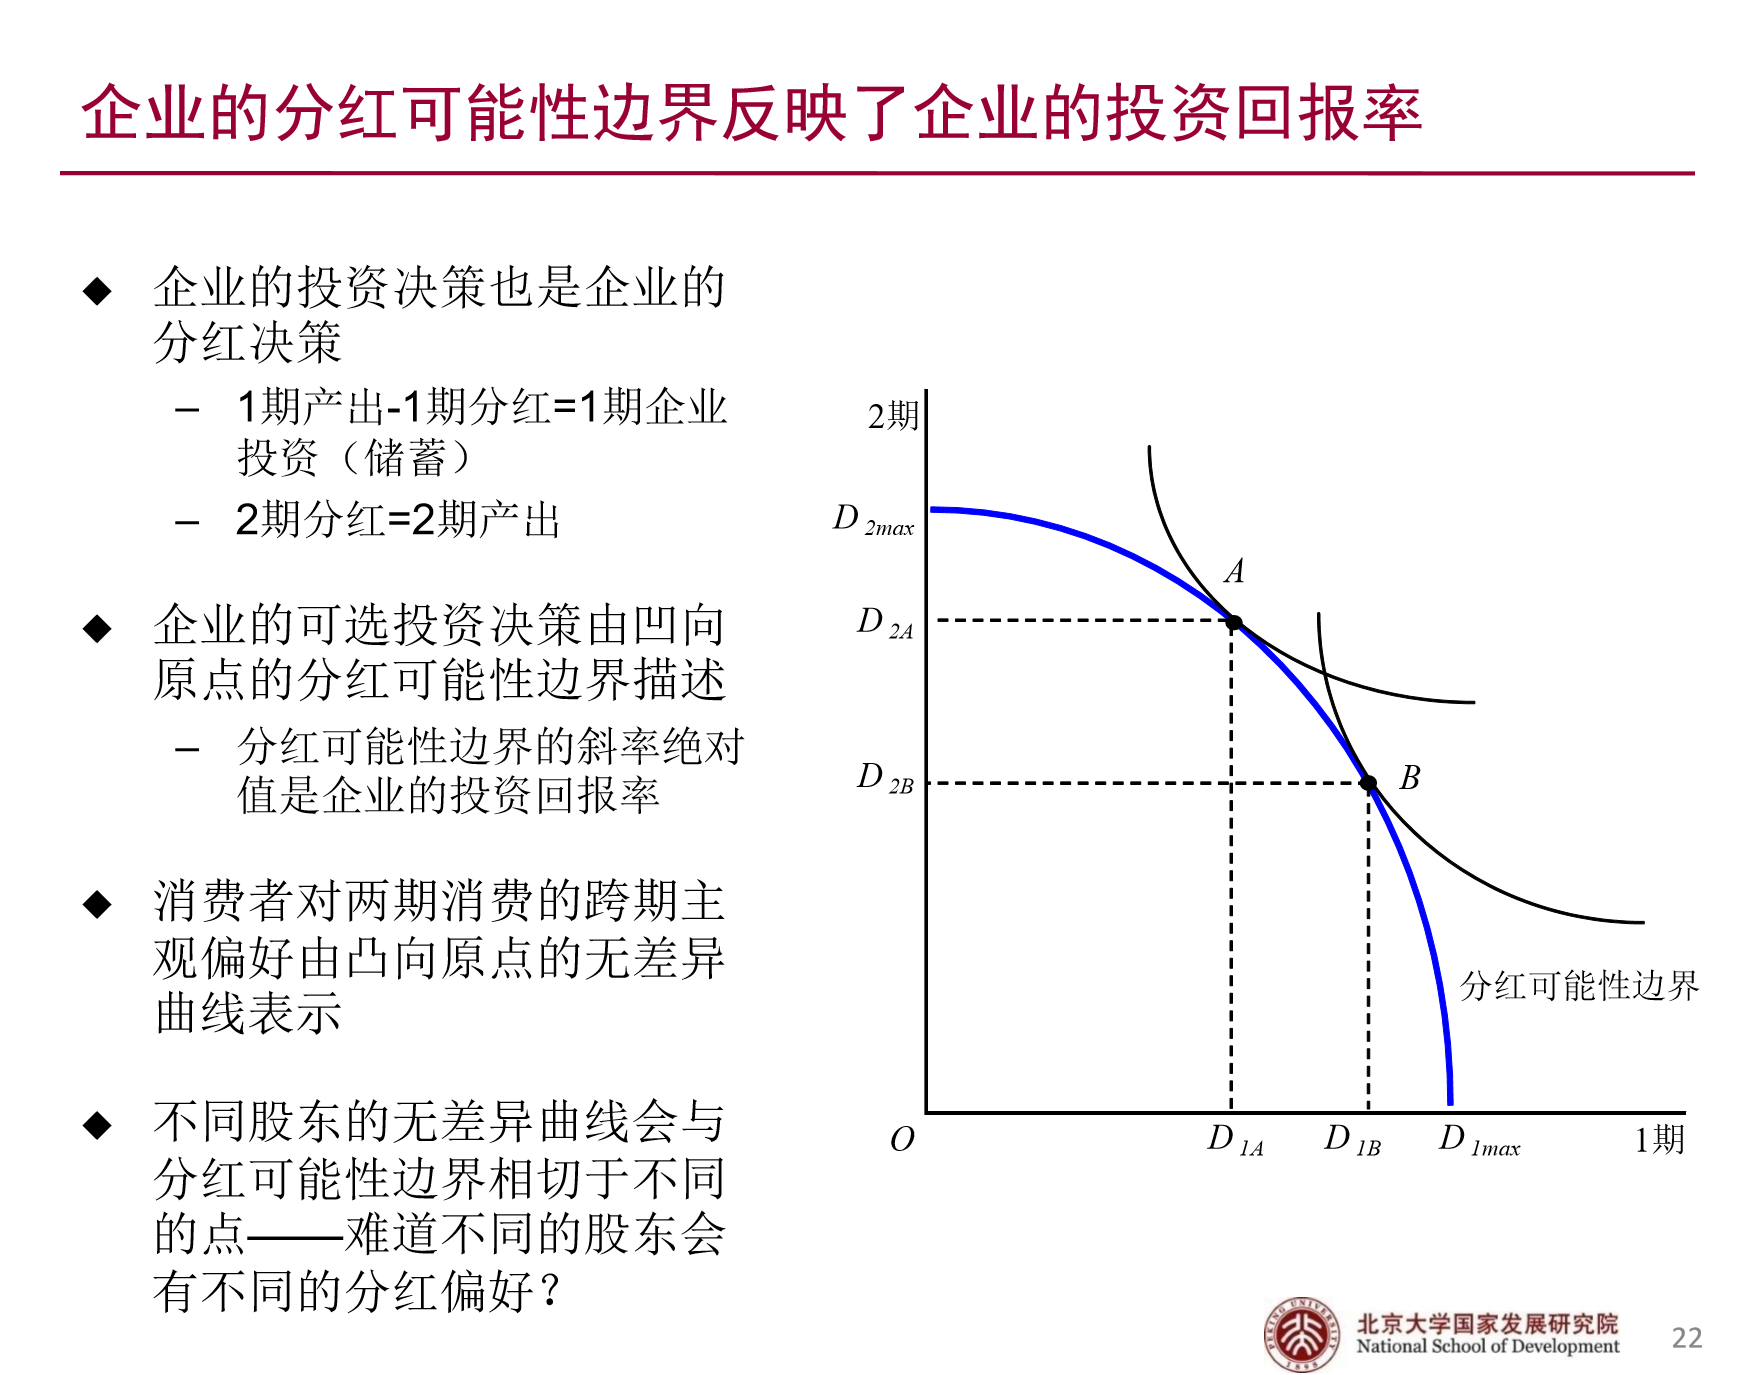 企业的分红可能性边界反映了企业的投资回报率
◆ 企业的投资决策也是企业的
分红决策
– 1期产出-1期分红=1期企业
投资（储蓄）
– 2期分红=2期产出
◆ 企业的可选投资决策由凹向
原点的分红可能性边界描述
– 分红可能性边界的斜率绝对
值是企业的投资回报率
◆ 消费者对两期消费的跨期主
观偏好由凸向原点的无差异
曲线表示
◆ 不同股东的无差异曲线会与
分红可能性边界相切于不同
的点——难道不同的股东会
有不同的分红偏好？
2期
D 2max
A
D 2A
D 2B
B
分红可能性边界
O
D 1A
D 1B
D 1max
1期
PEKING UNIVERSITY
1898
北京大学国家发展研究院
National School of Development
22